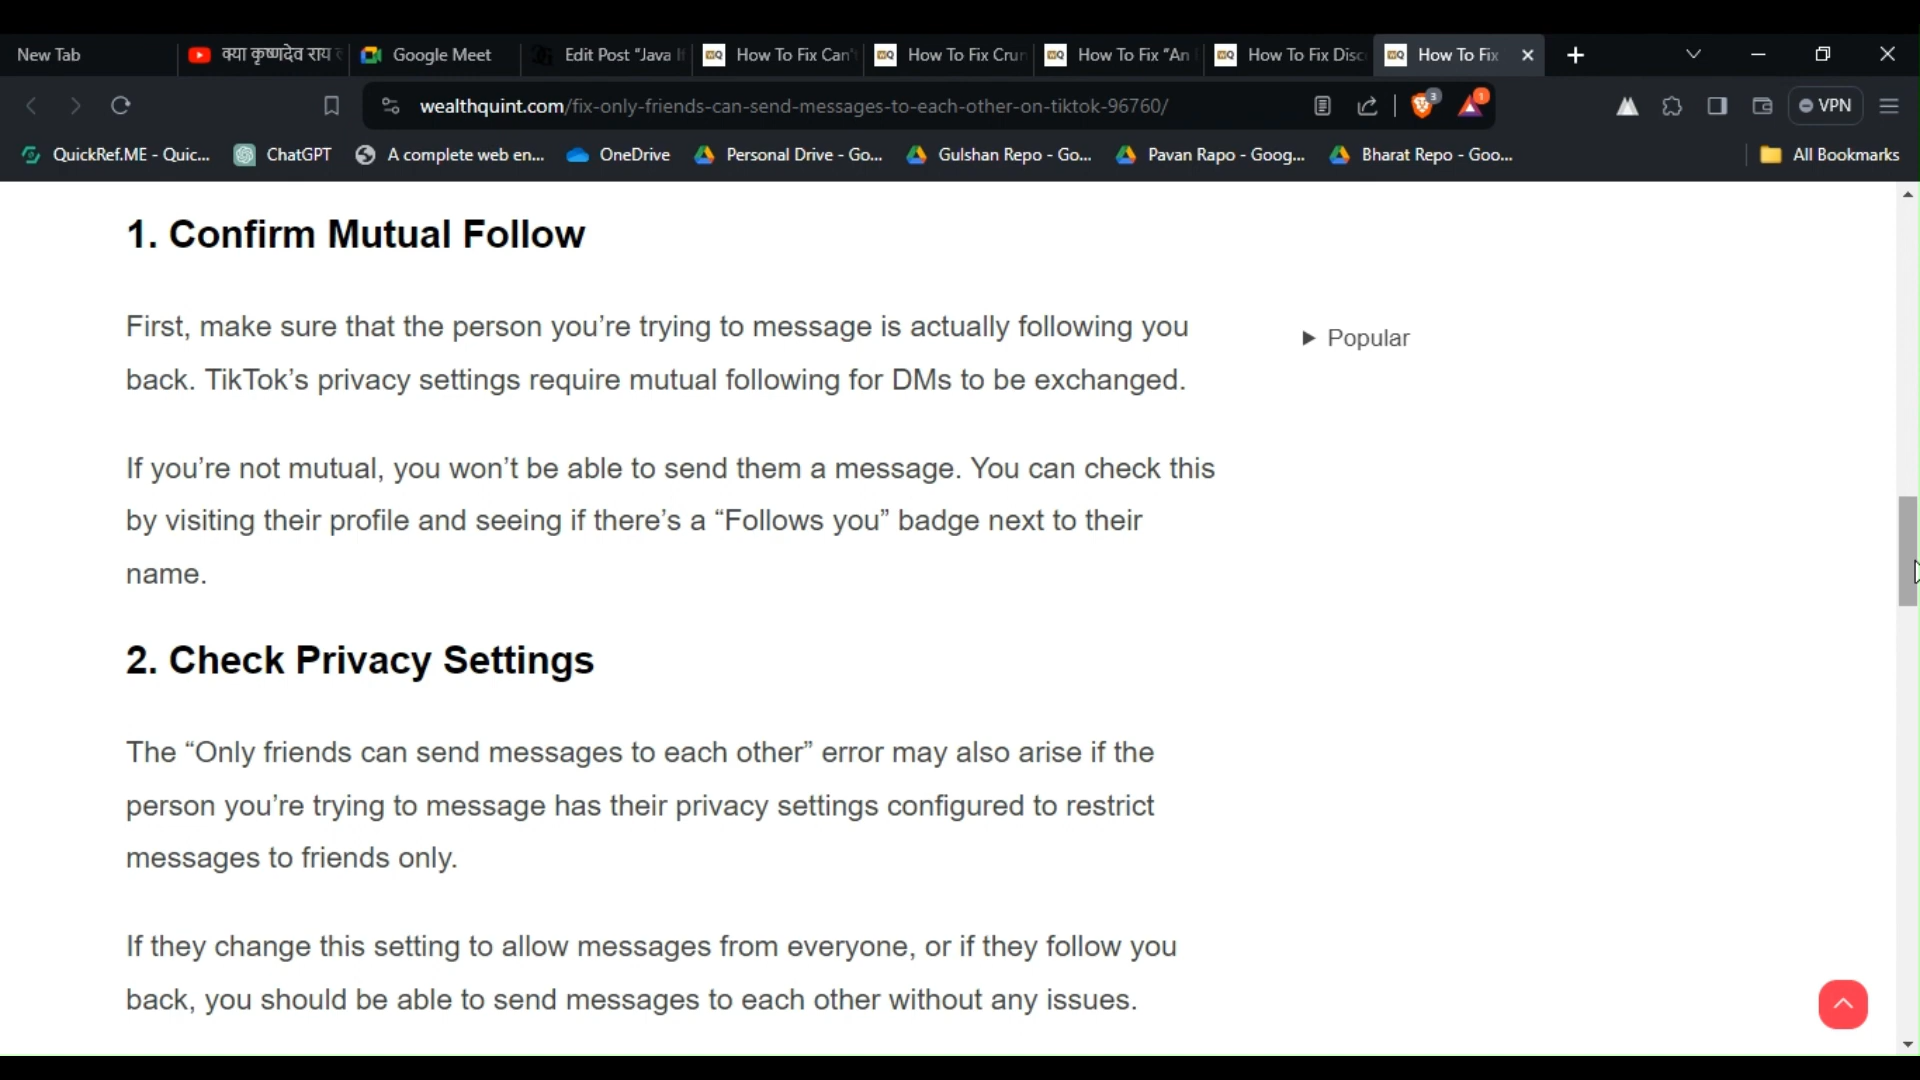 New Tab
क्या कृष्णदेव राय
Google Meet
Edit Post “Java I
How To Fix Can'
How To Fix Crun
How To Fix “An
How To Fix Disc
How To Fix
wealthquint.com/fix-only-friends-can-send-messages-to-each-other-on-tiktok-96760/
3
1
VPN
QuickRef.ME - Quic...
ChatGPT
A complete web en...
OneDrive
Personal Drive - Go...
Gulshan Repo - Go...
Pavan Rapo - Goog...
Bharat Repo - Goo...
All Bookmarks
1. Confirm Mutual Follow
First, make sure that the person you’re trying to message is actually following you
back. TikTok’s privacy settings require mutual following for DMs to be exchanged.
Popular
If you’re not mutual, you won’t be able to send them a message. You can check this
by visiting their profile and seeing if there’s a “Follows you” badge next to their
name.
2. Check Privacy Settings
The “Only friends can send messages to each other” error may also arise if the
person you’re trying to message has their privacy settings configured to restrict
messages to friends only.
If they change this setting to allow messages from everyone, or if they follow you
back, you should be able to send messages to each other without any issues.